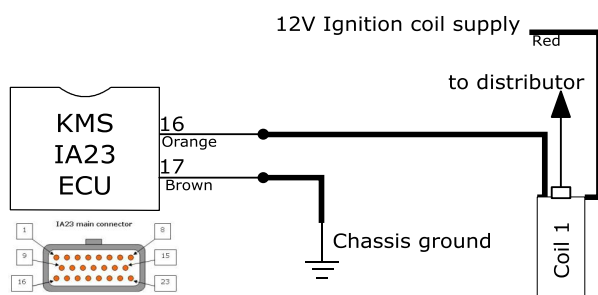 12V Ignition coil supply
Red
to distributor
KMS
IA23
ECU
16
Orange
17
Brown
IA23 main connector
1
8
9
15
16
23
Chassis ground
Coil 1